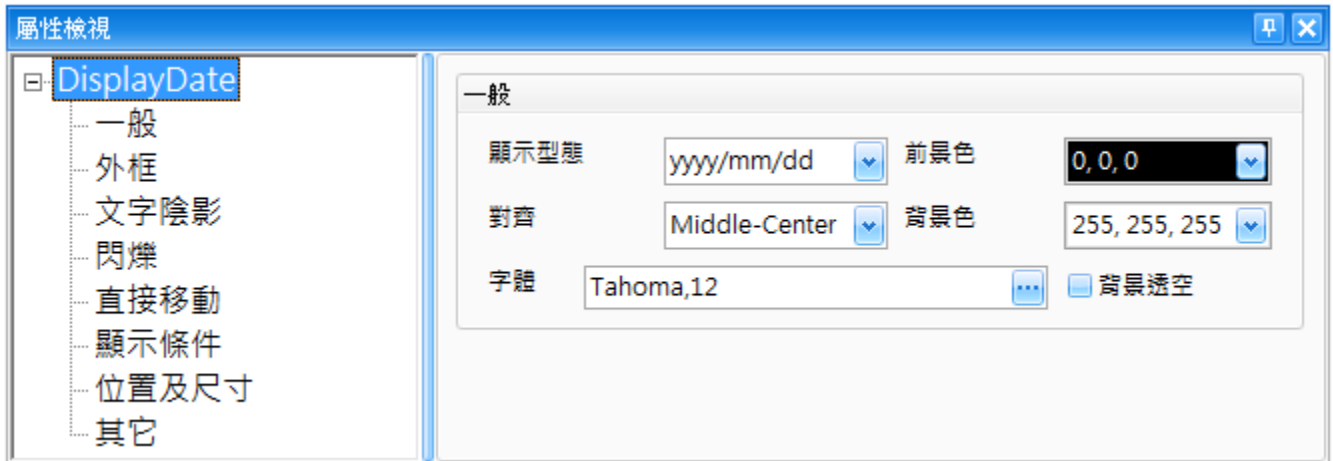 屬性檢視
DisplayDate
一般
外框
文字陰影
閃爍
直接移動
顯示條件
位置及尺寸
其它
一般
顯示型態 yyyy/mm/dd 前景色 0, 0, 0
對齊 Middle-Center 背景色 255, 255, 255
字體 Tahoma,12 ... 背景透空